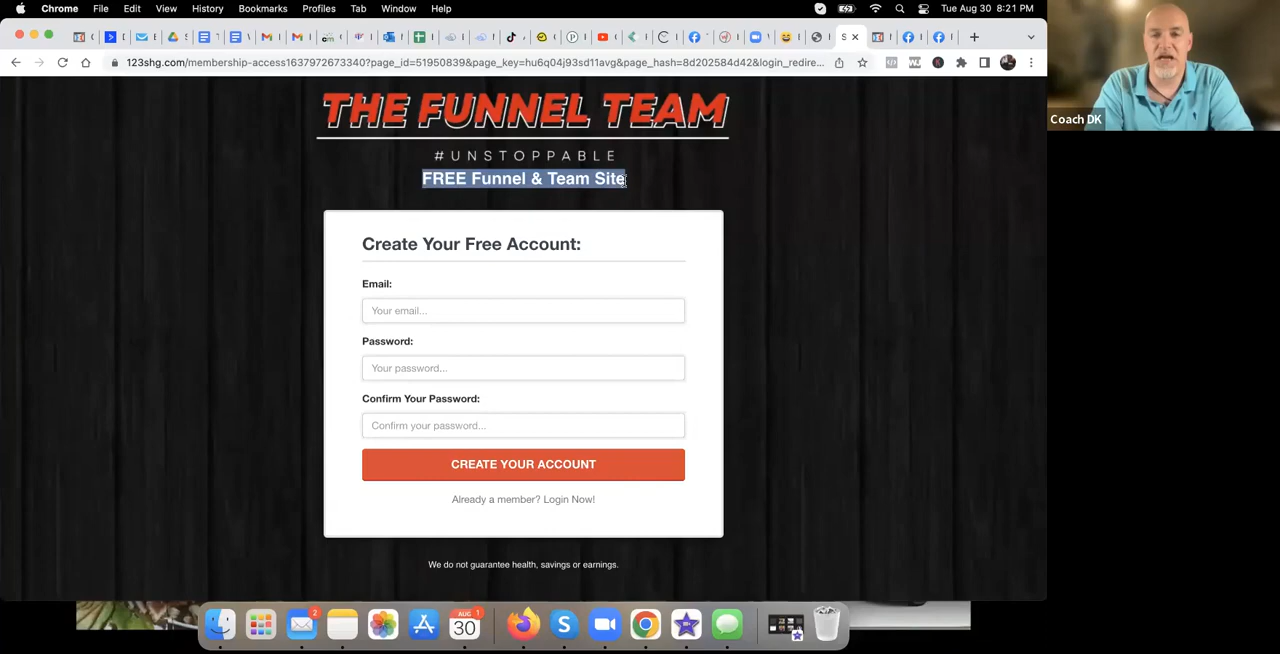 Chrome File Edit View History Bookmarks Profiles Tab Window Help
Tue Aug 30 8:21 PM
123shg.com/membership-access1637972673340?page_id=51950839&page_key=hu6q04j93sd11avg&page_hash=8d202584d42&login_redire...
THE FUNNEL TEAM
#UNSTOPPABLE
FREE Funnel & Team Site
Create Your Free Account:
Email:
Your email...
Password:
Your password...
Confirm Your Password:
Confirm your password...
CREATE YOUR ACCOUNT
Already a member? Login Now!
We do not guarantee health, savings or earnings.
Coach DK
2
AUG 1
30